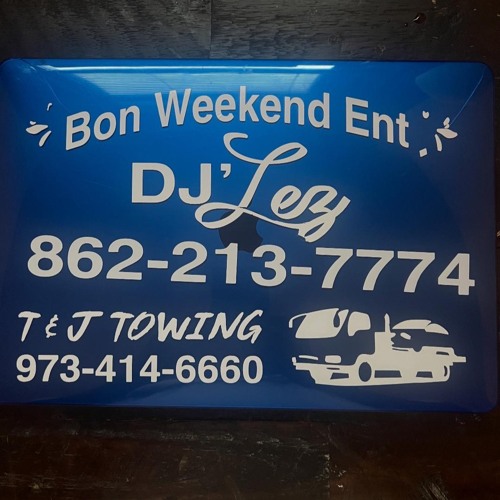 Bon Weekend Ent
DJ' Lez
862-213-7774
T & J TOWING
973-414-6660